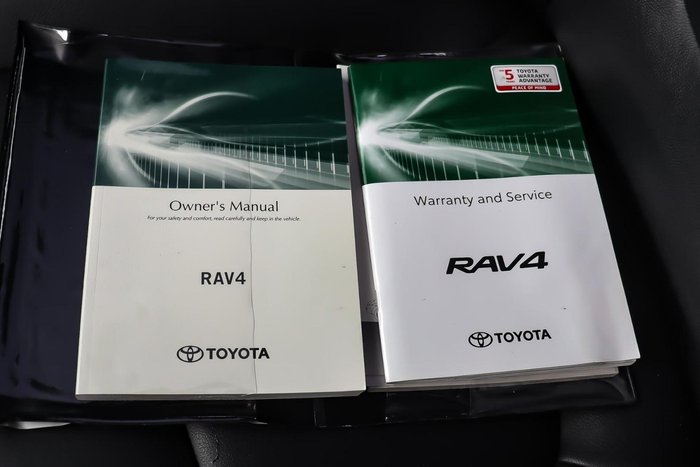 Owner's Manual
For your safety and comfort, read carefully and keep in the vehicle.
RAV4
TOYOTA
5
TOYOTA
WARRANTY
ADVANTAGE
PEACE OF MIND
Warranty and Service
RAV4
TOYOTA